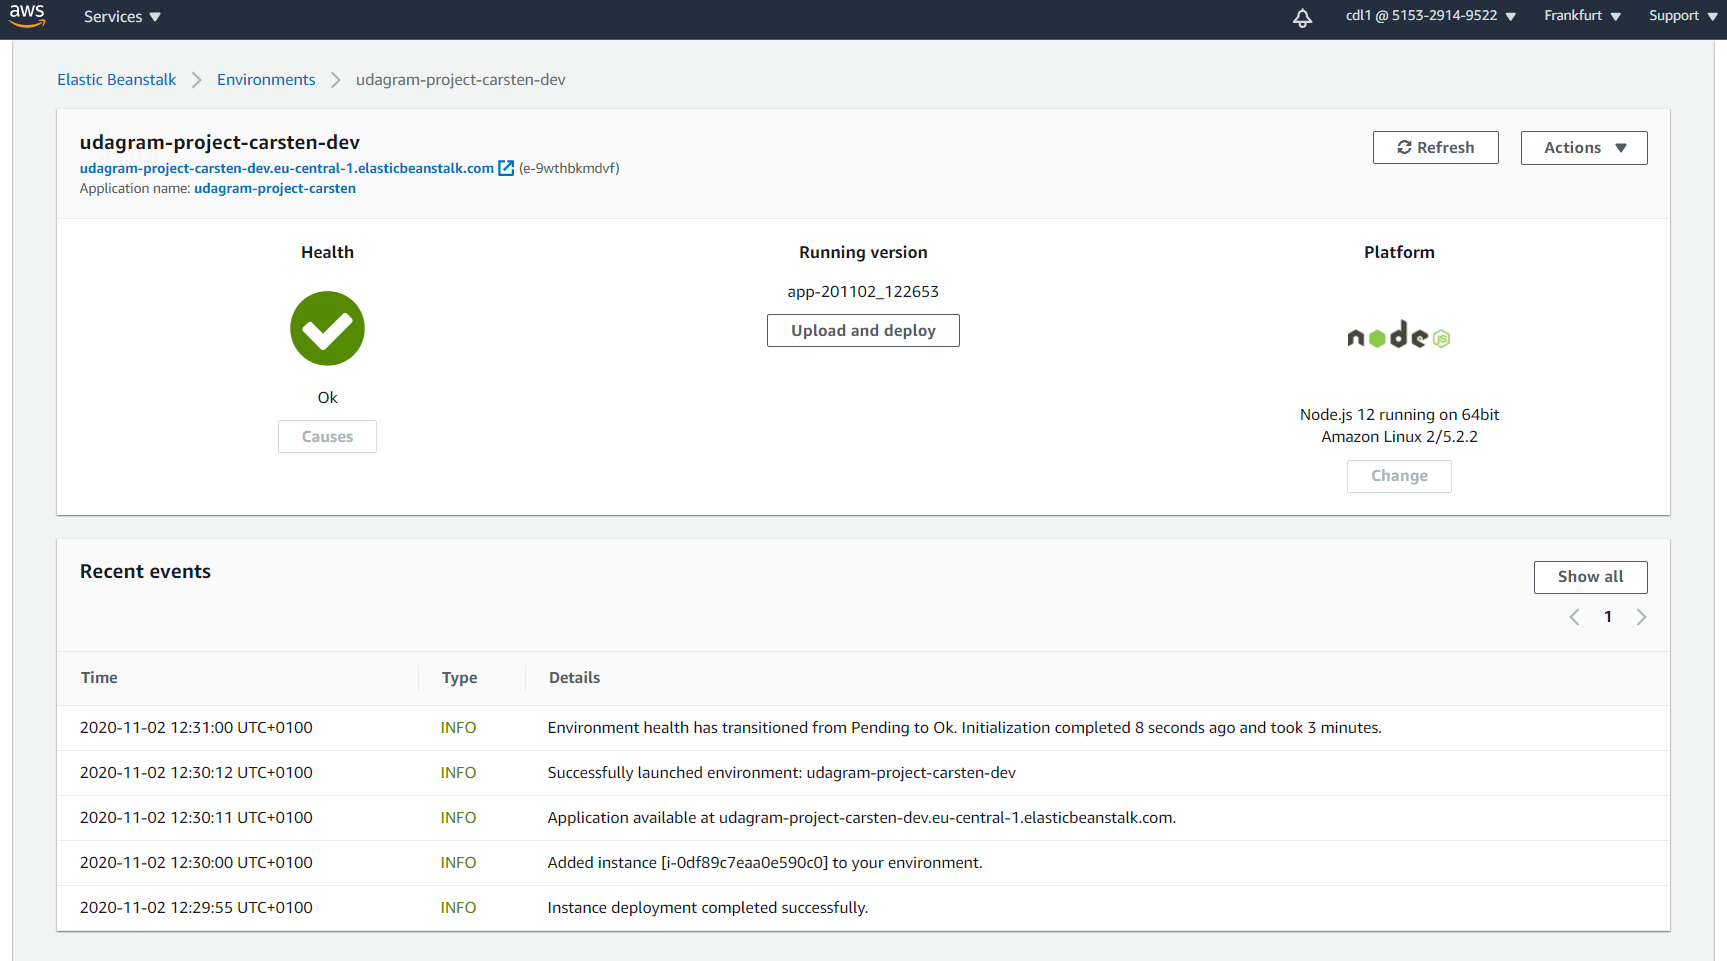 aws
Services
cdl1 @ 5153-2914-9522
Frankfurt
Support
Elastic Beanstalk
Environments
udagram-project-carsten-dev
udagram-project-carsten-dev
Refresh
Actions
udagram-project-carsten-dev.eu-central-1.elasticbeanstalk.com (e-9wthbkmdvf)
Application name: udagram-project-carsten
Health
Ok
Causes
Running version
app-201102_122653
Upload and deploy
Platform
node JS
Node.js 12 running on 64bit
Amazon Linux 2/5.2.2
Change
Recent events
Show all
1
Time Type Details
2020-11-02 12:31:00 UTC+0100 INFO Environment health has transitioned from Pending to Ok. Initialization completed 8 seconds ago and took 3 minutes.
2020-11-02 12:30:12 UTC+0100 INFO Successfully launched environment: udagram-project-carsten-dev
2020-11-02 12:30:11 UTC+0100 INFO Application available at udagram-project-carsten-dev.eu-central-1.elasticbeanstalk.com.
2020-11-02 12:30:00 UTC+0100 INFO Added instance [i-0df89c7eaa0e590c0] to your environment.
2020-11-02 12:29:55 UTC+0100 INFO Instance deployment completed successfully.